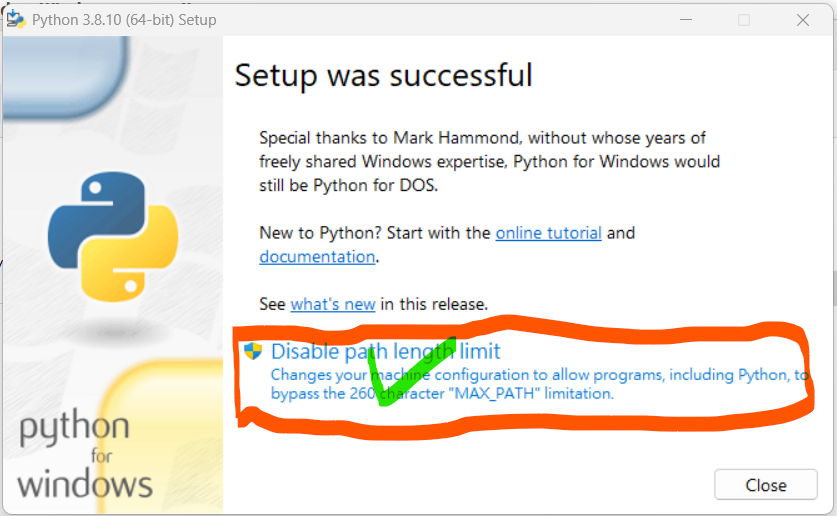 Python 3.8.10 (64-bit) Setup
Setup was successful
Special thanks to Mark Hammond, without whose years of
freely shared Windows expertise, Python for Windows would
still be Python for DOS.
New to Python? Start with the online tutorial and
documentation.
See what's new in this release.
Disable path length limit
Changes your machine configuration to allow programs, including Python, to
bypass the 260 character "MAX_PATH" limitation.
python
for
windows
Close